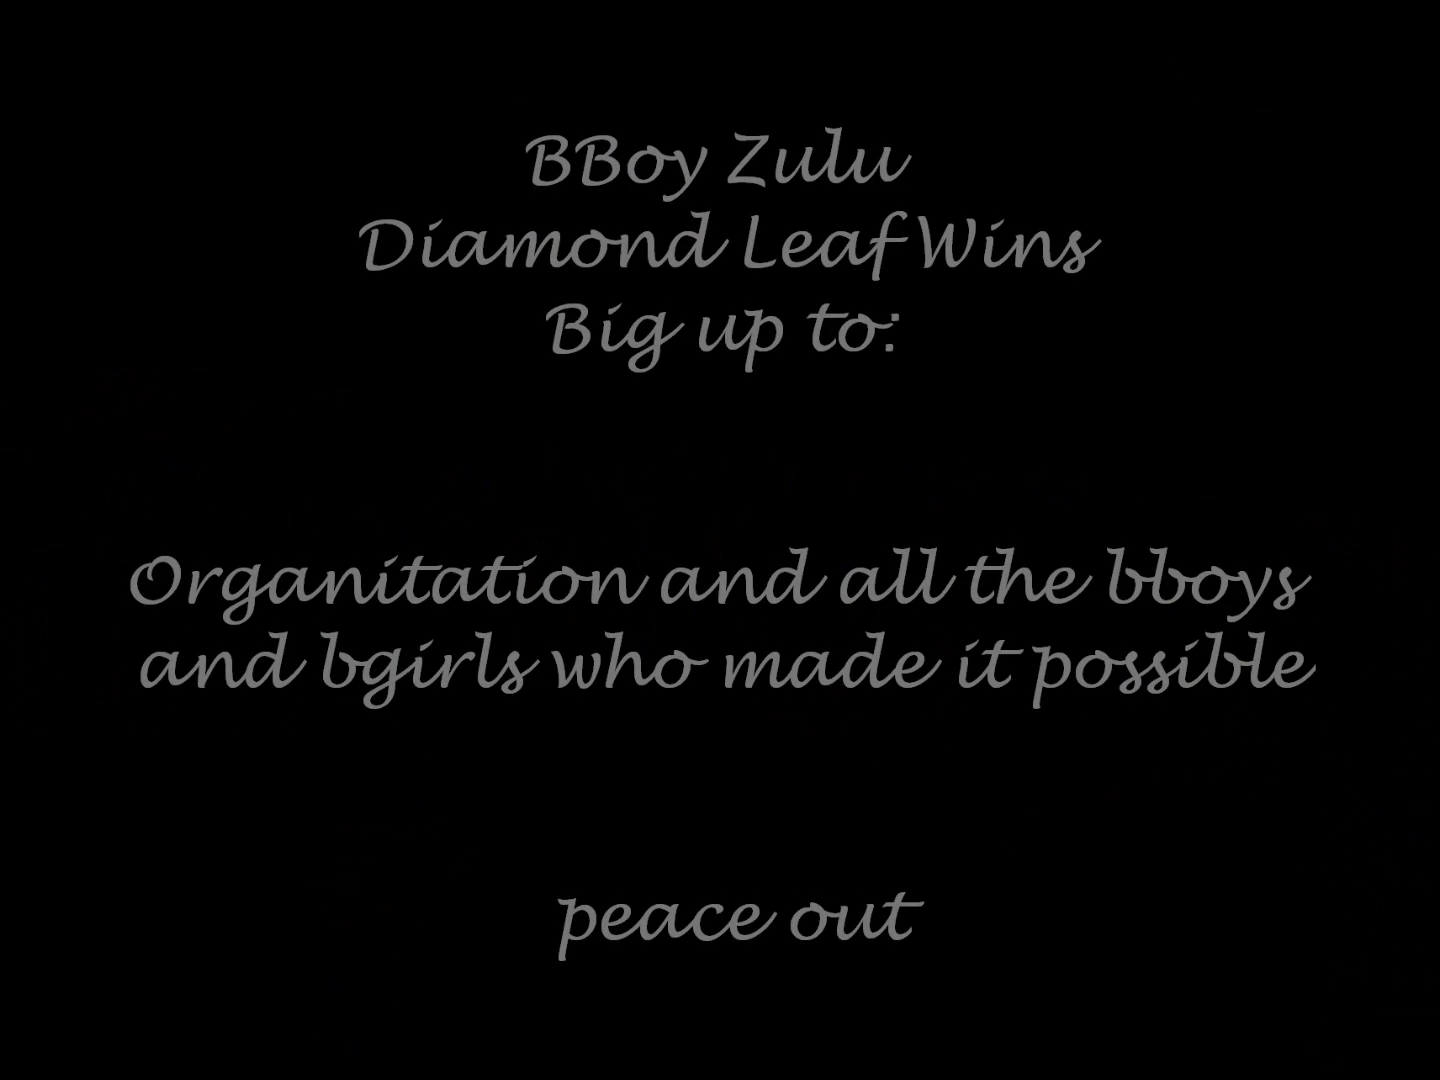 BBoy Zulu
Diamond Leaf Wins
Big up to:
Organitation and all the bboys
and bgirls who made it possible
peace out